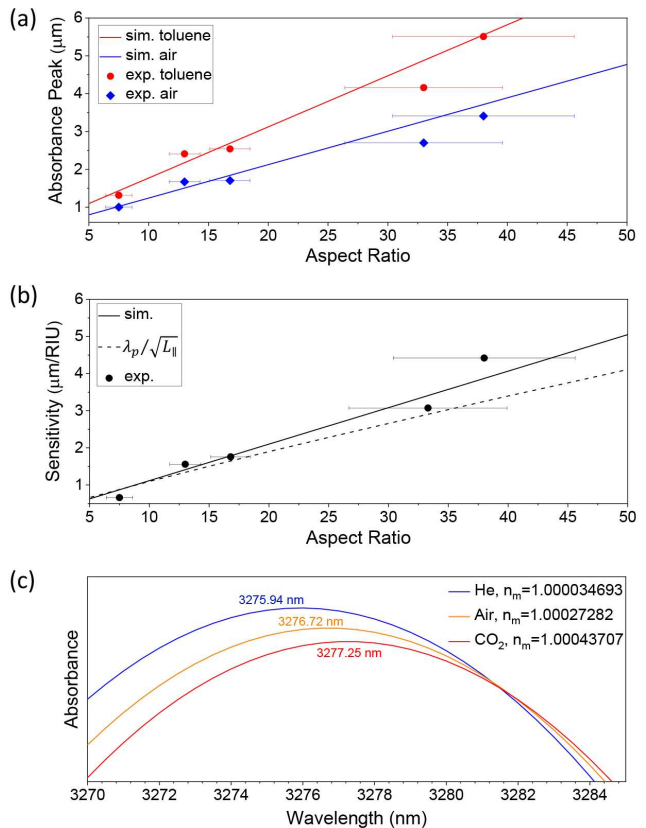 (a)
Absorbance Peak (μm)
6
5
4
3
2
1
sim. toluene
sim. air
exp. toluene
exp. air
5 10 15 20 25 30 35 40 45 50
Aspect Ratio
(b)
Sensitivity (μm/RIU)
6
5
4
3
2
1
sim.
λp/√L∥
exp.
5 10 15 20 25 30 35 40 45 50
Aspect Ratio
(c)
Absorbance
3275.94 nm
3276.72 nm
3277.25 nm
He, nm=1.000034693
Air, nm=1.00027282
CO2, nm=1.00043707
3270 3272 3274 3276 3278 3280 3282 3284
Wavelength (nm)